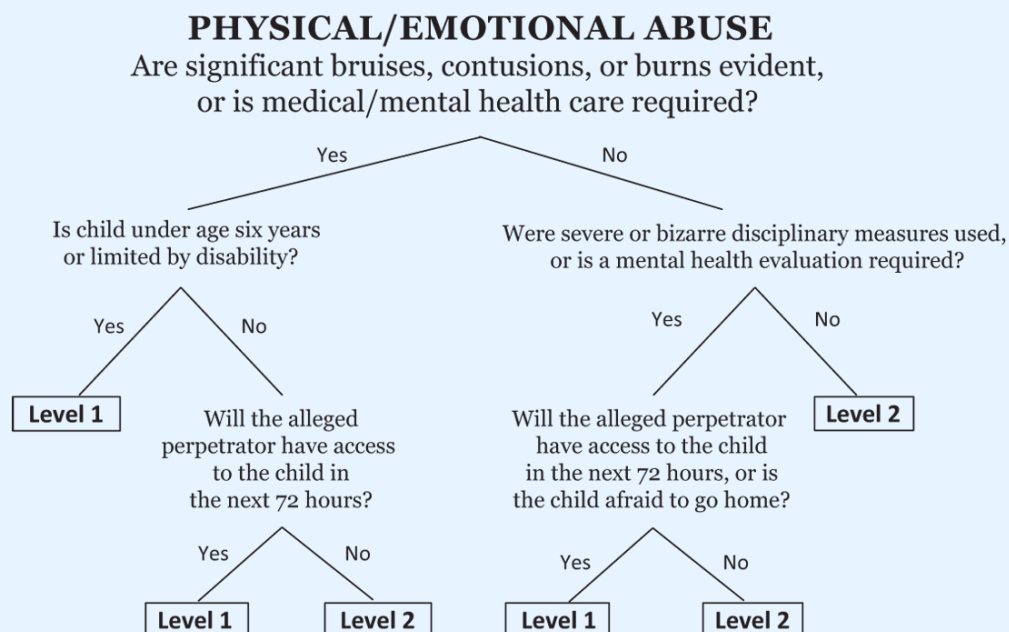 PHYSICAL/EMOTIONAL ABUSE
Are significant bruises, contusions, or burns evident,
or is medical/mental health care required?
Yes
No
Is child under age six years
or limited by disability?
Were severe or bizarre disciplinary measures used,
or is a mental health evaluation required?
Yes
No
Yes
No
Level 1
Will the alleged
perpetrator have access
to the child in
the next 72 hours?
Will the alleged perpetrator
have access to the child
in the next 72 hours, or is
the child afraid to go home?
Level 2
Yes
No
Yes
No
Level 1
Level 2
Level 1
Level 2